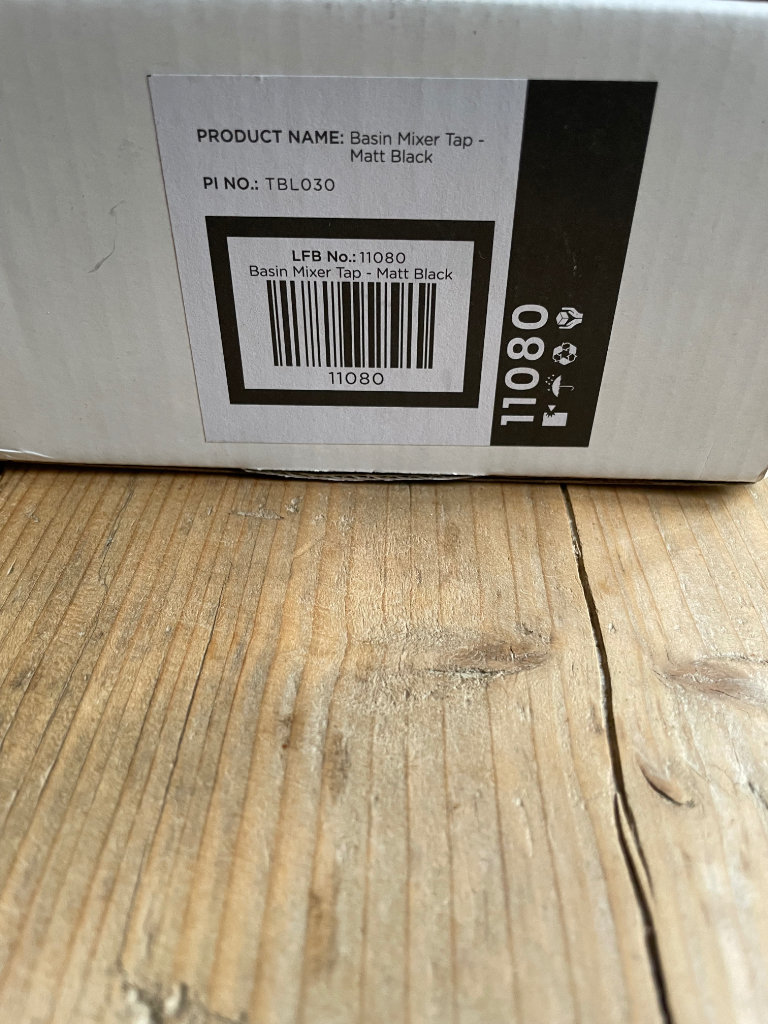 PRODUCT NAME: Basin Mixer Tap -
Matt Black
PI NO.: TBL030
LFB No.: 11080
Basin Mixer Tap - Matt Black
11080
11080